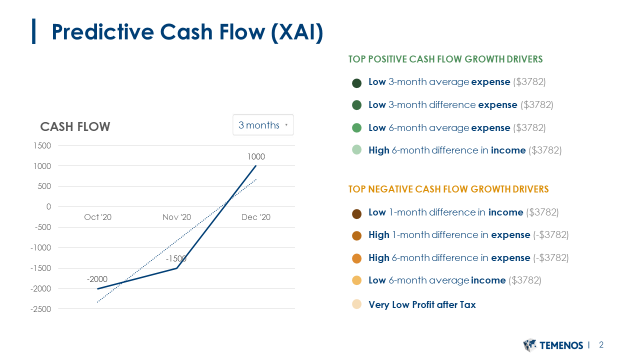 Predictive Cash Flow (XAI)
CASH FLOW
3 months
1500
1000
500
0
-500
-1000
-1500
-2000
-2500
Oct '20
Nov '20
Dec '20
-2000
-1500
1000
TOP POSITIVE CASH FLOW GROWTH DRIVERS
Low 3-month average expense ($3782)
Low 3-month difference expense ($3782)
Low 6-month average expense ($3782)
High 6-month difference in income ($3782)
TOP NEGATIVE CASH FLOW GROWTH DRIVERS
Low 1-month difference in income ($3782)
High 1-month difference in expense (-$3782)
High 6-month difference in expense (-$3782)
Low 6-month average income ($3782)
Very Low Profit after Tax
TEMENOS | 2